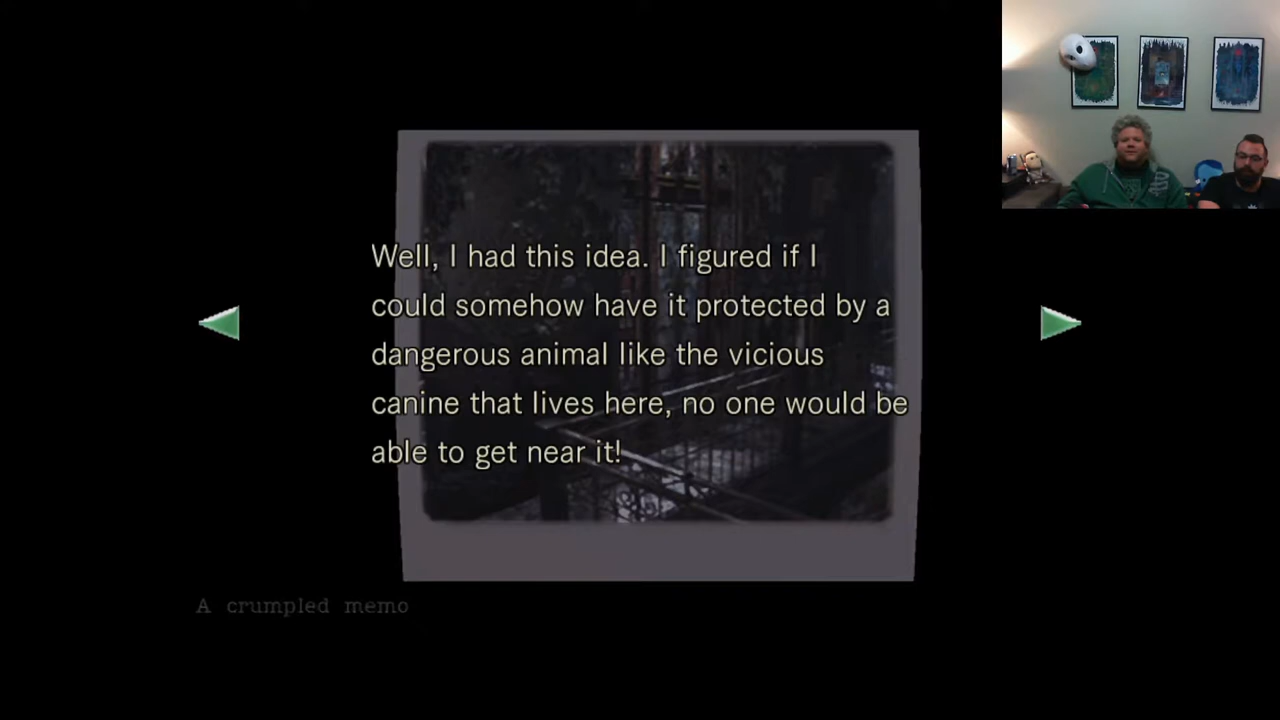 Well, I had this idea. I figured if I
could somehow have it protected by a
dangerous animal like the vicious
canine that lives here, no one would be
able to get near it!
A crumpled memo